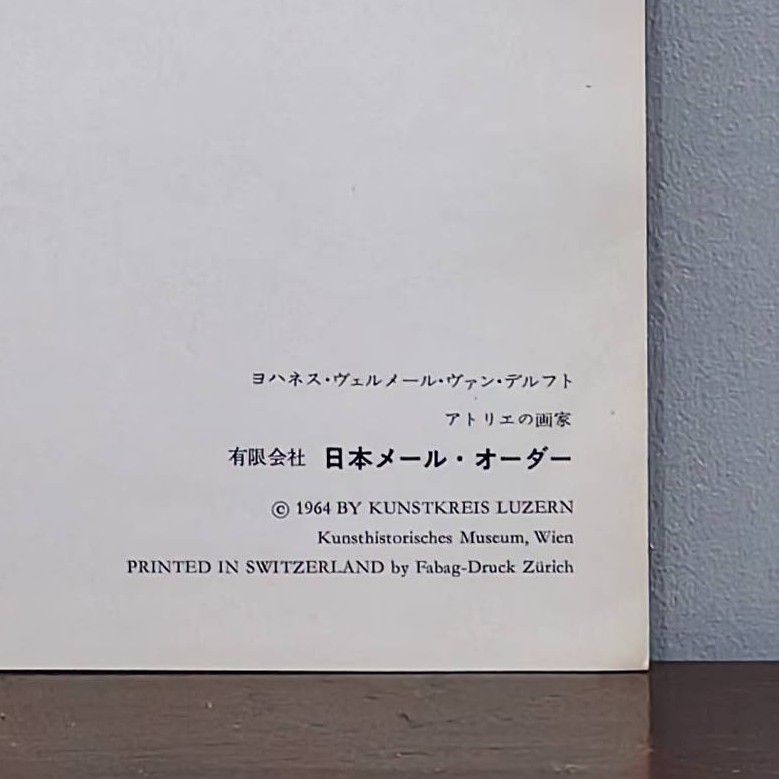 ヨハネス・ヴェルメール・ヴァン・デルフト
アトリエの画家
有限会社 日本メール・オーダー
© 1964 BY KUNSTKREIS LUZERN
Kunsthistorisches Museum, Wien
PRINTED IN SWITZERLAND by Fabag-Druck Zürich